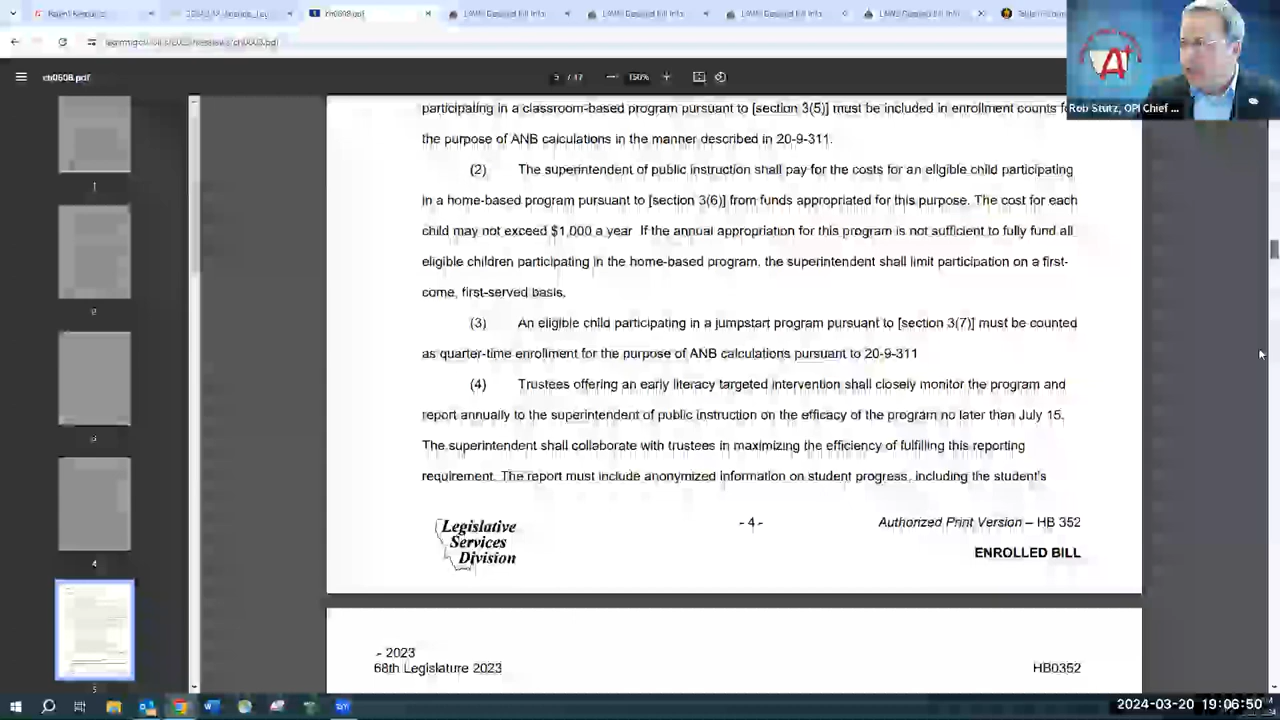 ch0608.pdf
ch0608.pdf
5 / 17
150%
Rob Stutz, OPI Chief ...
participating in a classroom-based program pursuant to [section 3(5)] must be included in enrollment counts
the purpose of ANB calculations in the manner described in 20-9-311.
(2) The superintendent of public instruction shall pay for the costs for an eligible child participating
in a home-based program pursuant to [section 3(6)] from funds appropriated for this purpose. The cost for each
child may not exceed $1,000 a year. If the annual appropriation for this program is not sufficient to fully fund all
eligible children participating in the home-based program, the superintendent shall limit participation on a first-
come, first-served basis.
(3) An eligible child participating in a jumpstart program pursuant to [section 3(7)] must be counted
as quarter-time enrollment for the purpose of ANB calculations pursuant to 20-9-311
(4) Trustees offering an early literacy targeted intervention shall closely monitor the program and
report annually to the superintendent of public instruction on the efficacy of the program no later than July 15.
The superintendent shall collaborate with trustees in maximizing the efficiency of fulfilling this reporting
requirement. The report must include anonymized information on student progress, including the student's
Legislative
Services
Division
- 4 -
Authorized Print Version – HB 352
ENROLLED BILL
- 2023
68th Legislature 2023
HB0352
1
2
3
4
5
2024-03-20 19:06:50